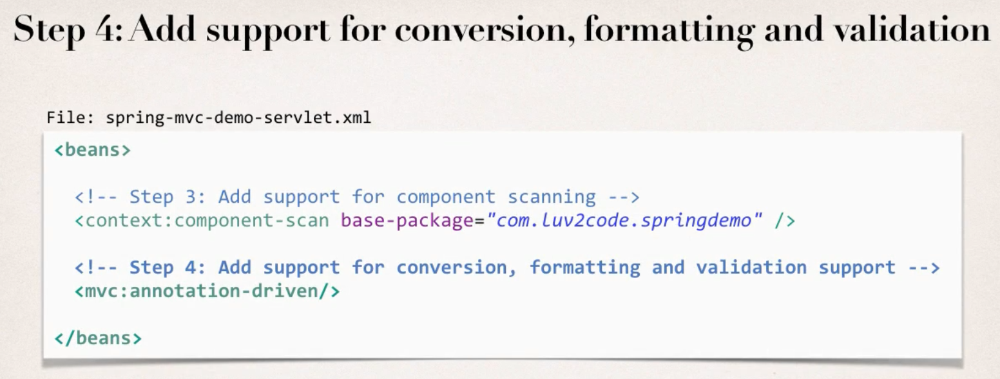 Step 4: Add support for conversion, formatting and validation
File: spring-mvc-demo-servlet.xml
<beans>
<!-- Step 3: Add support for component scanning -->
<context:component-scan base-package="com.luv2code.springdemo" />
<!-- Step 4: Add support for conversion, formatting and validation support -->
<mvc:annotation-driven/>
</beans>